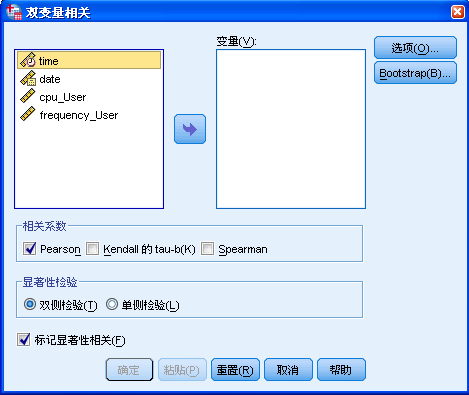 双变量相关
变量(V):
time
date
cpu_User
frequency_User
选项(O)...
Bootstrap(B)...
相关系数
Pearson Kendall 的 tau-b(K) Spearman
显著性检验
双侧检验(T) 单侧检验(L)
标记显著性相关(F)
确定 粘贴(P) 重置(R) 取消 帮助